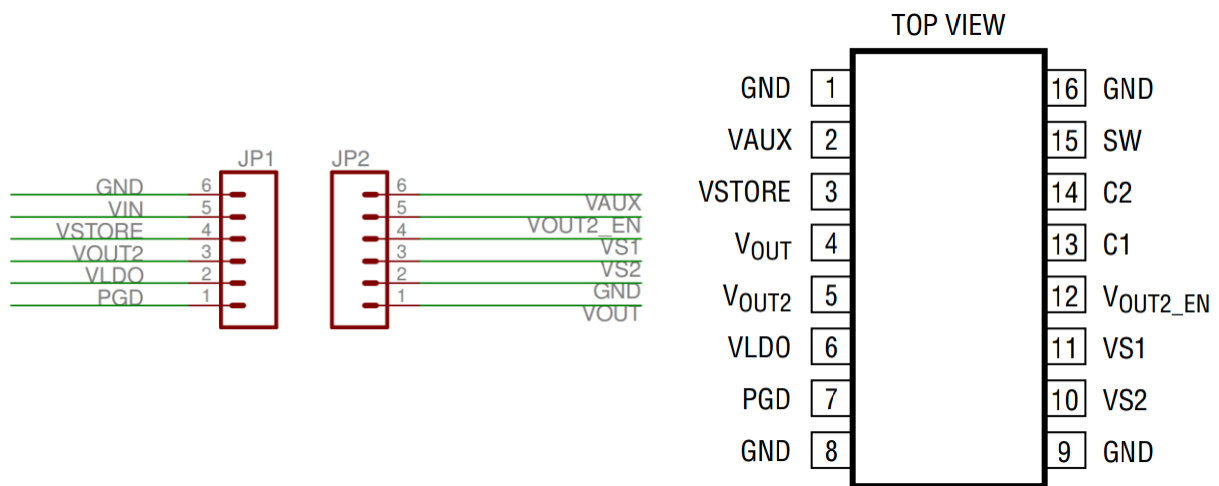 JP1
GND 6
VIN 5
VSTORE 4
VOUT2 3
VLDO 2
PGD 1
JP2
6 VAUX
5 VOUT2_EN
4 VS1
3 VS2
2 GND
1 VOUT
TOP VIEW
GND 1 16 GND
VAUX 2 15 SW
VSTORE 3 14 C2
VOUT 4 13 C1
VOUT2 5 12 VOUT2_EN
VLDO 6 11 VS1
PGD 7 10 VS2
GND 8 9 GND